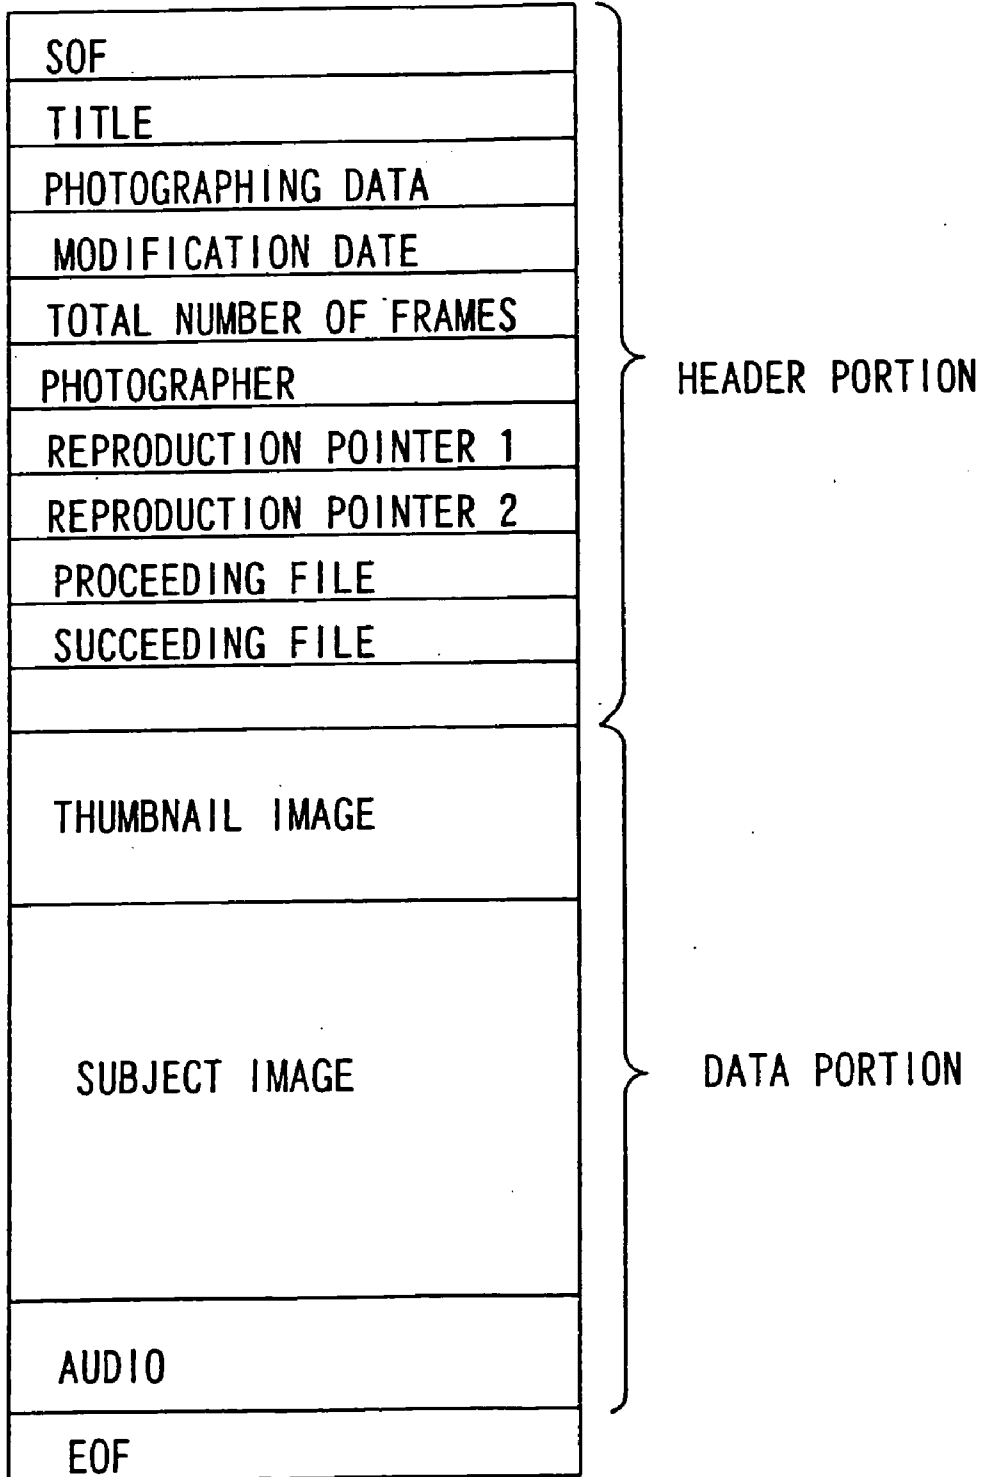 SOF
TITLE
PHOTOGRAPHING DATA
MODIFICATION DATE
TOTAL NUMBER OF FRAMES
PHOTOGRAPHER
HEADER PORTION
REPRODUCTION POINTER 1
REPRODUCTION POINTER 2
PROCEEDING FILE
SUCCEEDING FILE
THUMBNAIL IMAGE
SUBJECT IMAGE
DATA PORTION
AUDIO
EOF